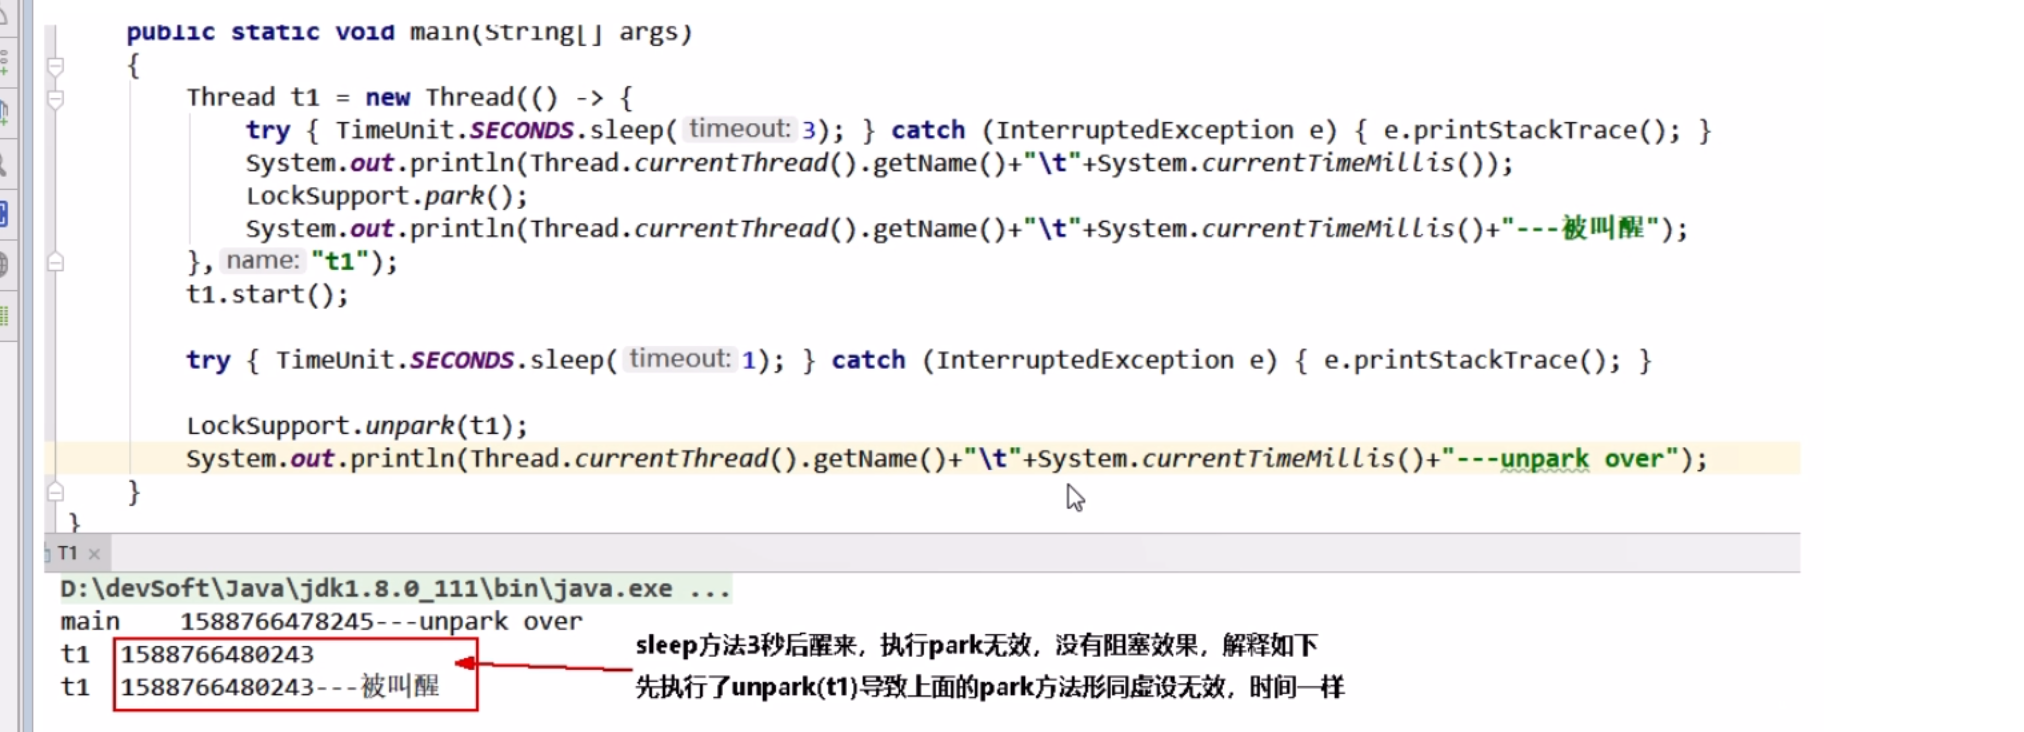 public static void main(String[] args)
{
Thread t1 = new Thread(() -> {
try { TimeUnit.SECONDS.sleep( timeout: 3); } catch (InterruptedException e) { e.printStackTrace(); }
System.out.println(Thread.currentThread().getName()+"\t"+System.currentTimeMillis());
LockSupport.park();
System.out.println(Thread.currentThread().getName()+"\t"+System.currentTimeMillis()+"---被叫醒");
}, name: "t1");
t1.start();
try { TimeUnit.SECONDS.sleep( timeout: 1); } catch (InterruptedException e) { e.printStackTrace(); }
LockSupport.unpark(t1);
System.out.println(Thread.currentThread().getName()+"\t"+System.currentTimeMillis()+"---unpark over");
}
}
T1 ×
D:\devSoft\Java\jdk1.8.0_111\bin\java.exe ...
main 1588766478245---unpark over
t1 1588766480243
t1 1588766480243---被叫醒
sleep方法3秒后醒来，执行park无效，没有阻塞效果，解释如下
先执行了unpark(t1)导致上面的park方法形同虚设无效，时间一样